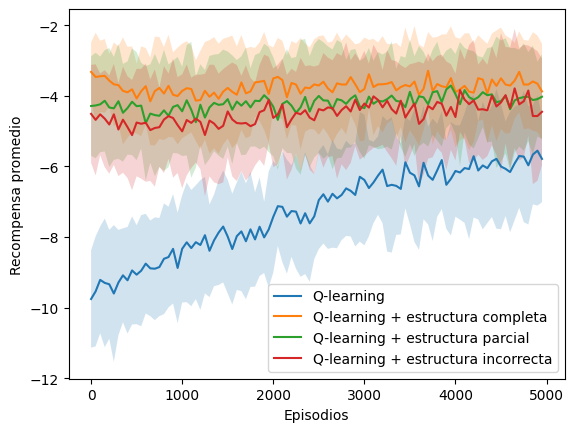 −2
−4
−6
−8
−10
−12
Recompensa promedio
0
1000
2000
3000
4000
5000
Episodios
Q-learning
Q-learning + estructura completa
Q-learning + estructura parcial
Q-learning + estructura incorrecta